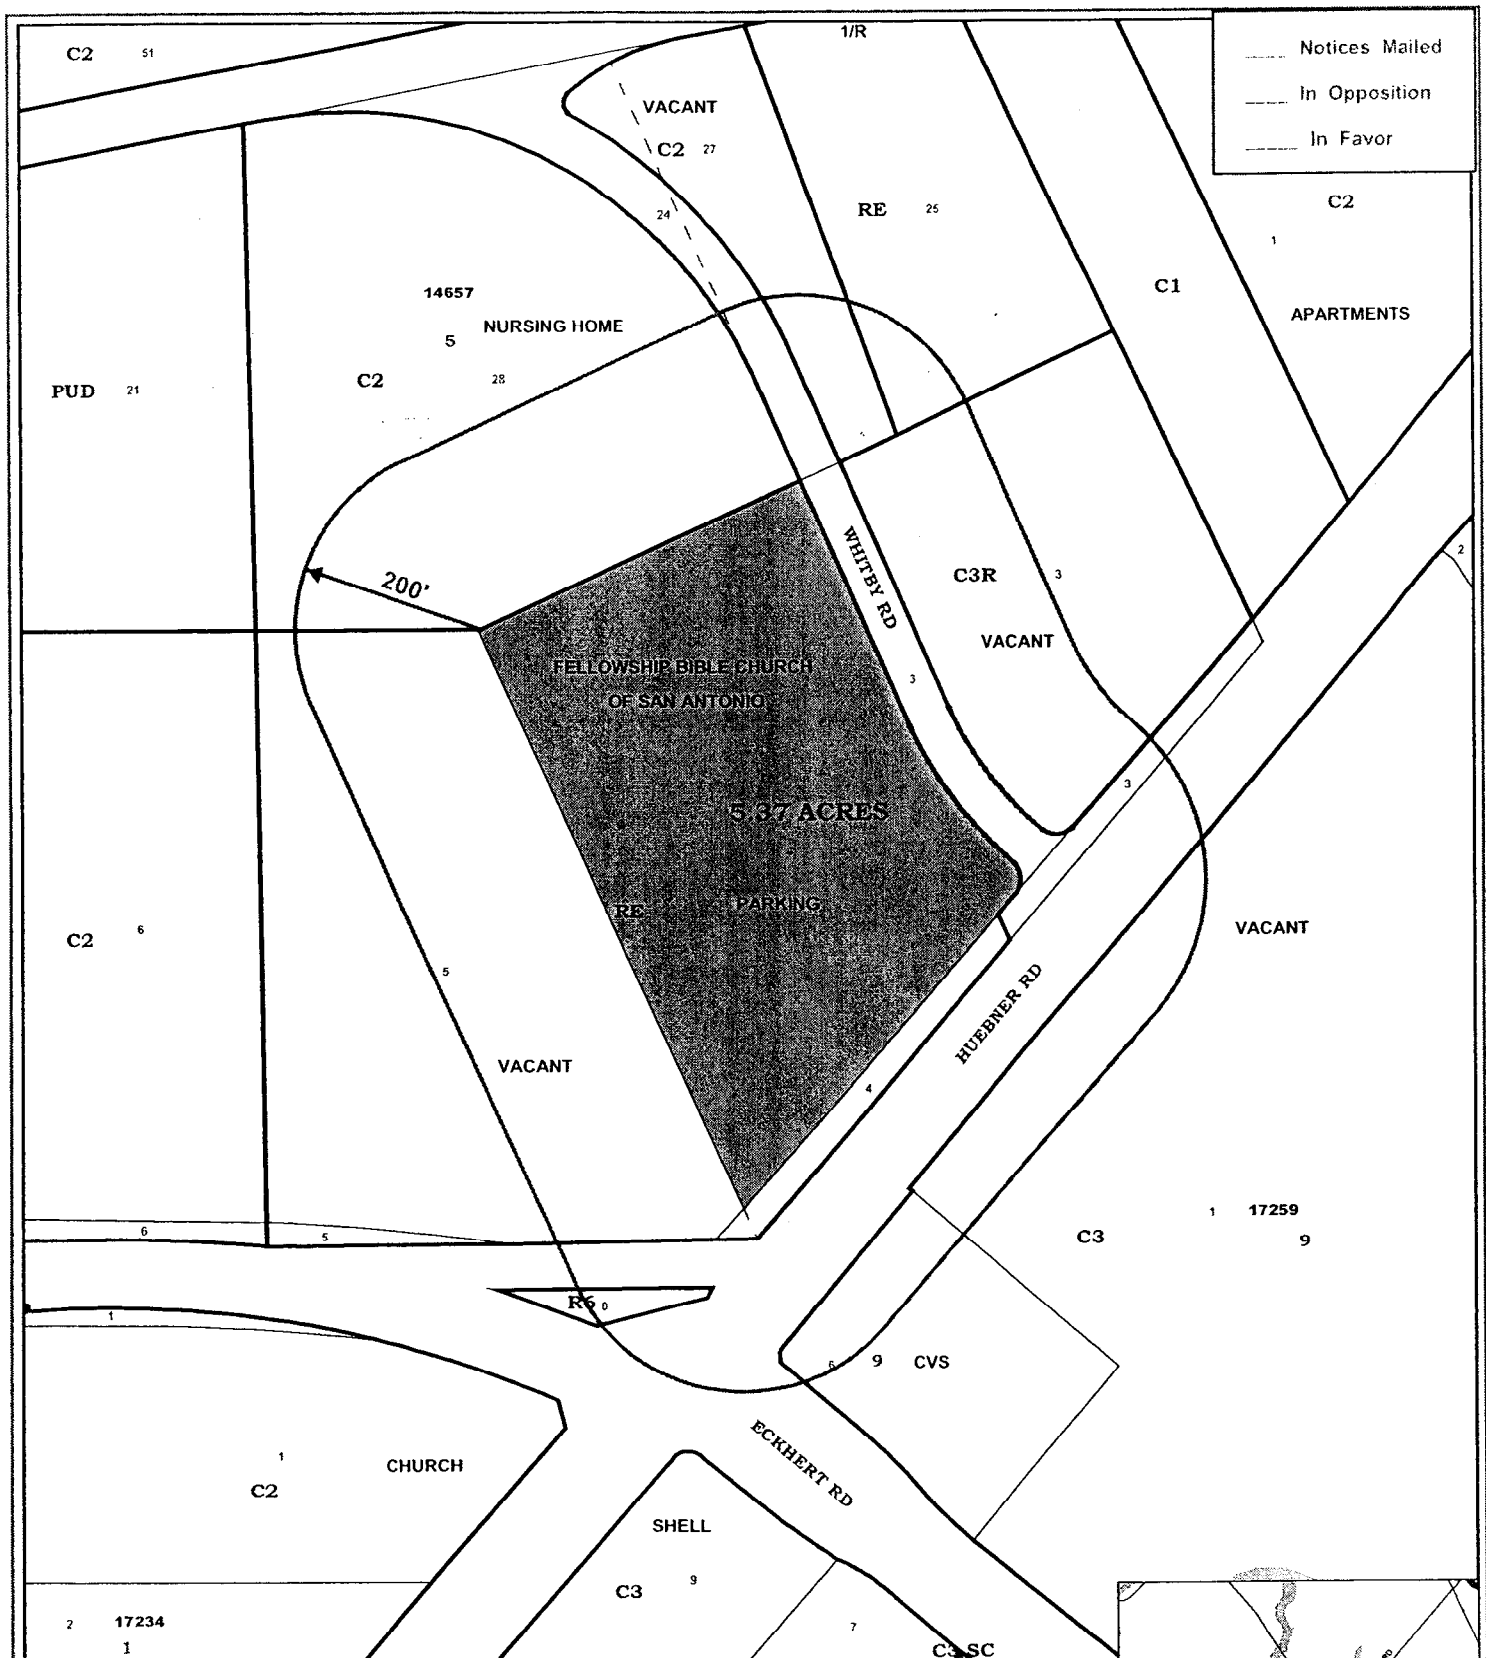 C2 51
1/R
Notices Mailed
In Opposition
In Favor
VACANT
C2 27
24
RE 25
C2
1
C1
APARTMENTS
14657
5
NURSING HOME
C2 28
PUD 21
200'
WHITBY RD
C3R 3
VACANT
2
FELLOWSHIP BIBLE CHURCH
OF SAN ANTONIO
3
3
5.37 ACRES
RE
PARKING
C2 6
5
VACANT
HUEBNER RD
VACANT
4
6
5
1 17259
9
C3
R6 0
1
6 9 CVS
1
C2
CHURCH
ECKHERT RD
SHELL
C3 9
2 17234
1
7
C3 SC